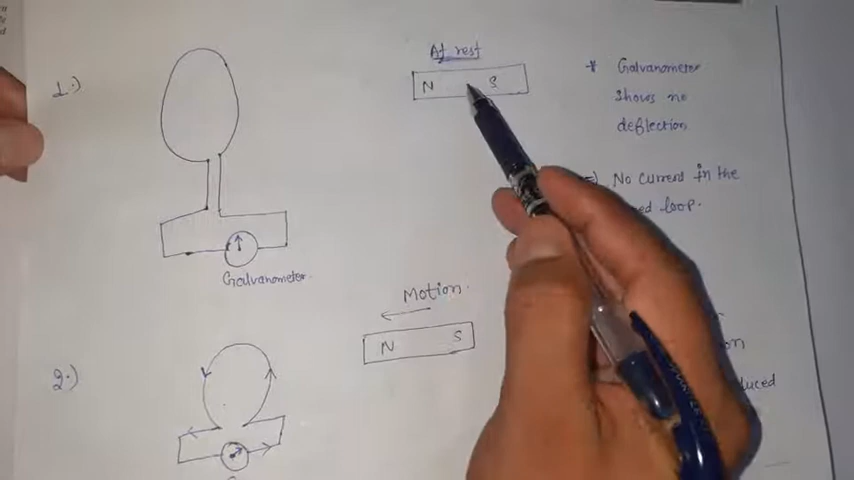 1.)
At rest
N S
* Galvanometer
shows no
deflection
No current in the
loop.
Galvanometer.
Motion.
N S
2.)